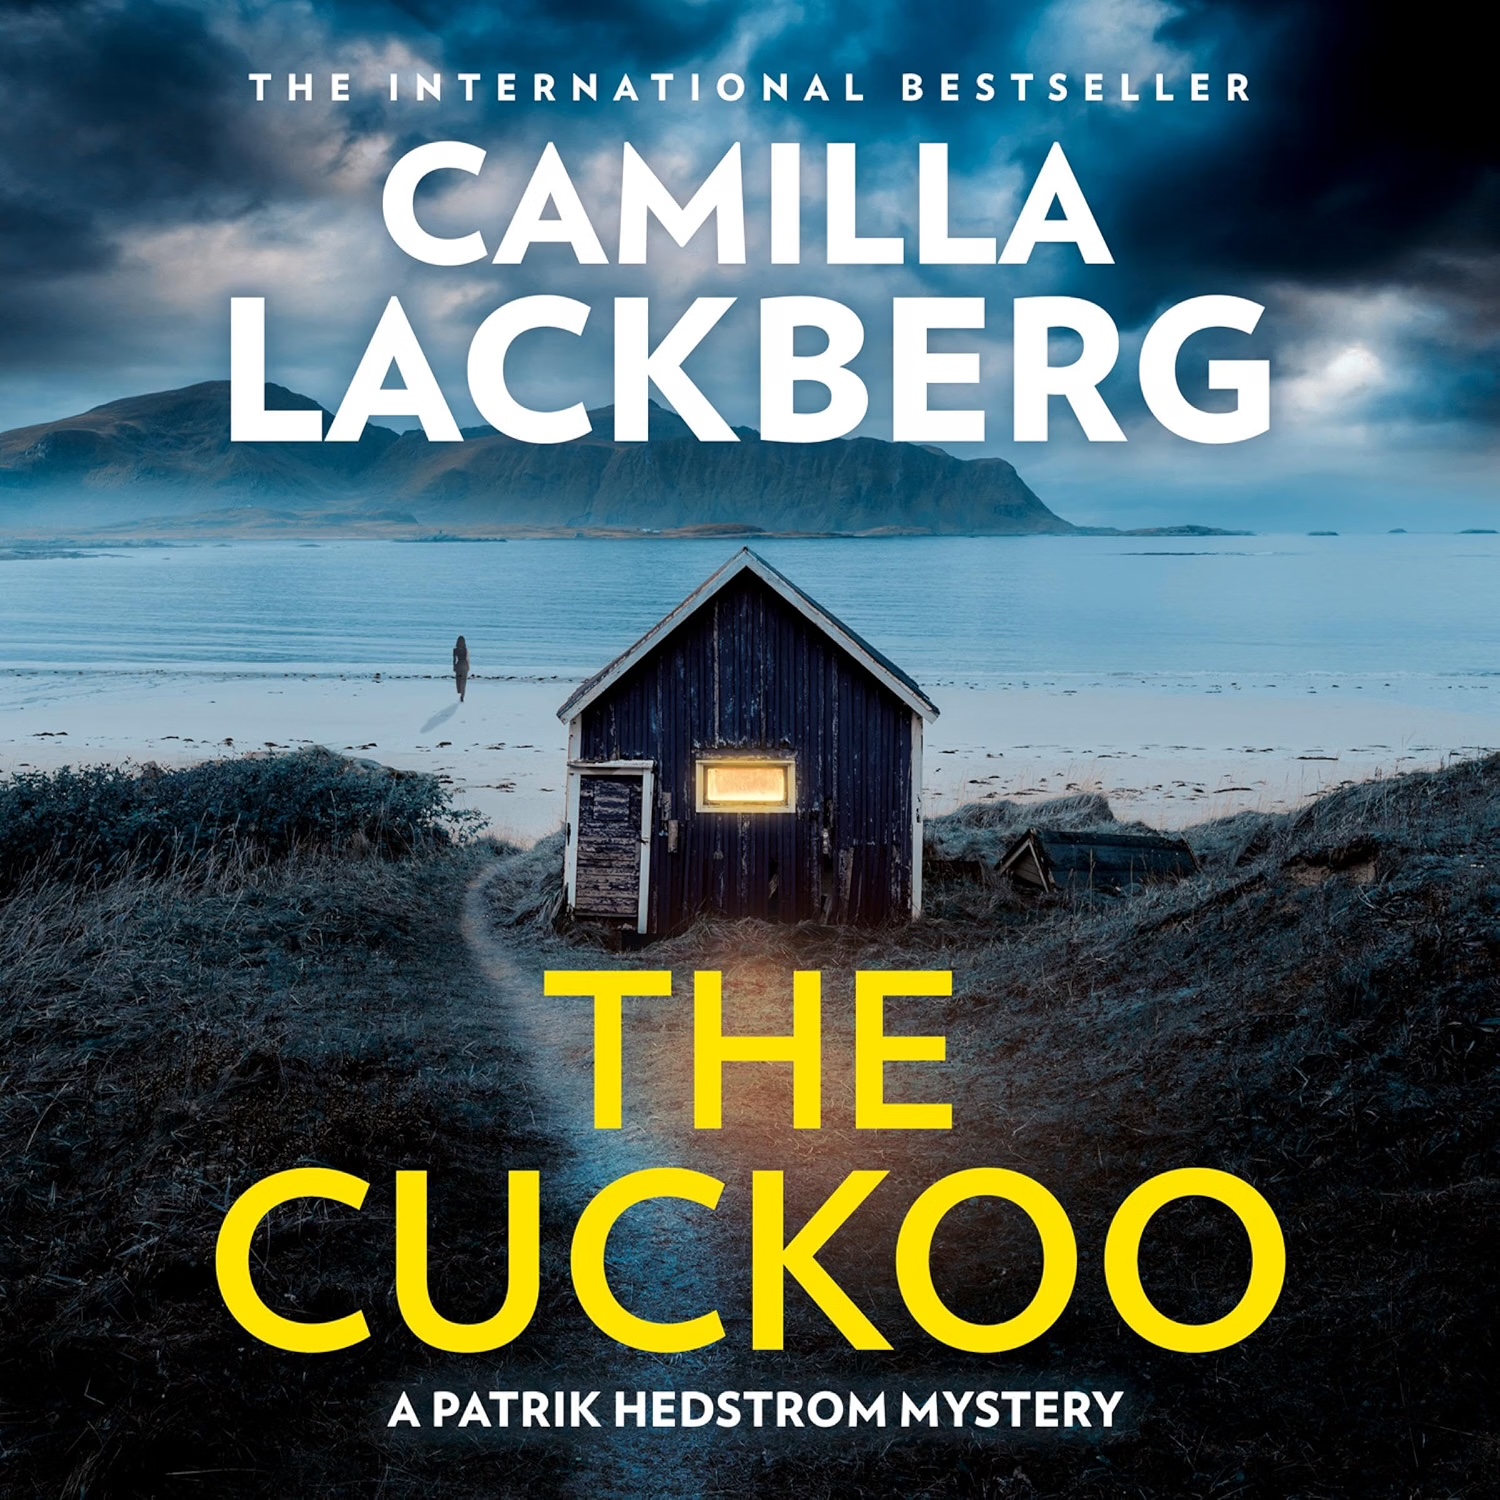 THE INTERNATIONAL BESTSELLER
CAMILLA
LACKBERG
THE
CUCKOO
A PATRIK HEDSTROM MYSTERY